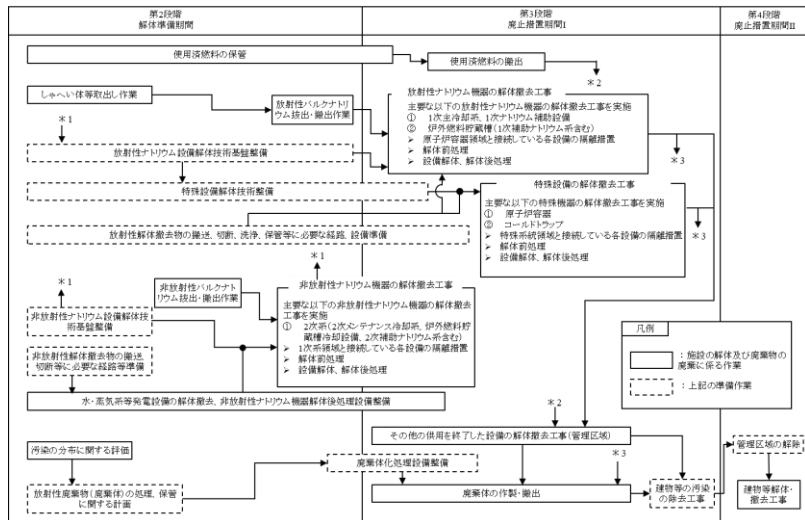 第2段階
解体準備期間
第3段階
廃止措置期間Ⅰ
第4段階
廃止措置期間Ⅱ
使用済燃料の保管
使用済燃料の搬出
*2
しゃへい体等取出し作業
放射性バルクナトリ
ウム抜出・搬出作業
放射性ナトリウム機器の解体撤去工事
主要な以下の放射性ナトリウム機器の解体撤去工事を実施
① 1次主冷却系、1次ナトリウム補助設備
② 炉外燃料貯蔵槽(1次補助ナトリウム系含む)
➢ 原子炉容器領域と接続している各設備の隔離措置
➢ 解体前処理
➢ 設備解体、解体後処理
*3
*1
放射性ナトリウム設備解体技術基盤整備
特殊設備解体技術整備
放射性解体撤去物の搬送、切断、洗浄、保管等に必要な経路、設備準備
特殊設備の解体撤去工事
主要な以下の特殊機器の解体撤去工事を実施
① 原子炉容器
② コールドトラップ
➢ 特殊系統領域と接続している各設備の隔離措置
➢ 解体前処理
➢ 設備解体、解体後処理
*3
*1
*1
非放射性バルクナト
リウム抜出・搬出作業
非放射性ナトリウム設備解体技
術基盤整備
非放射性ナトリウム機器の解体撤去工事
主要な以下の非放射性ナトリウム機器の解体撤去
工事を実施
① 2次系(2次メンテナンス冷却系、炉外燃料貯
蔵槽冷却設備、2次補助ナトリウム系含む)
➢ 1次系領域と接続している各設備の隔離措置
➢ 解体前処理
➢ 設備解体、解体後処理
非放射性解体撤去物の搬送、
切断等に必要な経路等準備
水・蒸気系等発電設備の解体撤去、非放射性ナトリウム機器解体後処理設備整備
凡例
:施設の解体及び廃棄物の
廃棄に係る作業
:上記の準備作業
*2
その他の供用を終了した設備の解体撤去工事(管理区域)
汚染の分布に関する評価
放射性廃棄物(廃棄体)の処理、保管
に関する計画
廃棄体化処理設備整備
*3
廃棄体の作製・搬出
建物等の汚染
の除去工事
管理区域の解除
建物等解体・
撤去工事